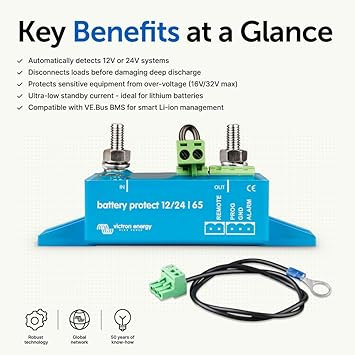 Key Benefits at a Glance
Automatically detects 12V or 24V systems
Disconnects loads before damaging deep discharge
Protects sensitive equipment from over-voltage (16V/32V max)
Ultra-low standby current - ideal for lithium batteries
Compatible with VE.Bus BMS for smart Li-ion management
IN
OUT
CE
battery protect 12/24 | 65
victron energy
BLUE POWER
REMOTE
PROG
GND
ALARM
Robust technology
Global network
50 years of know-how